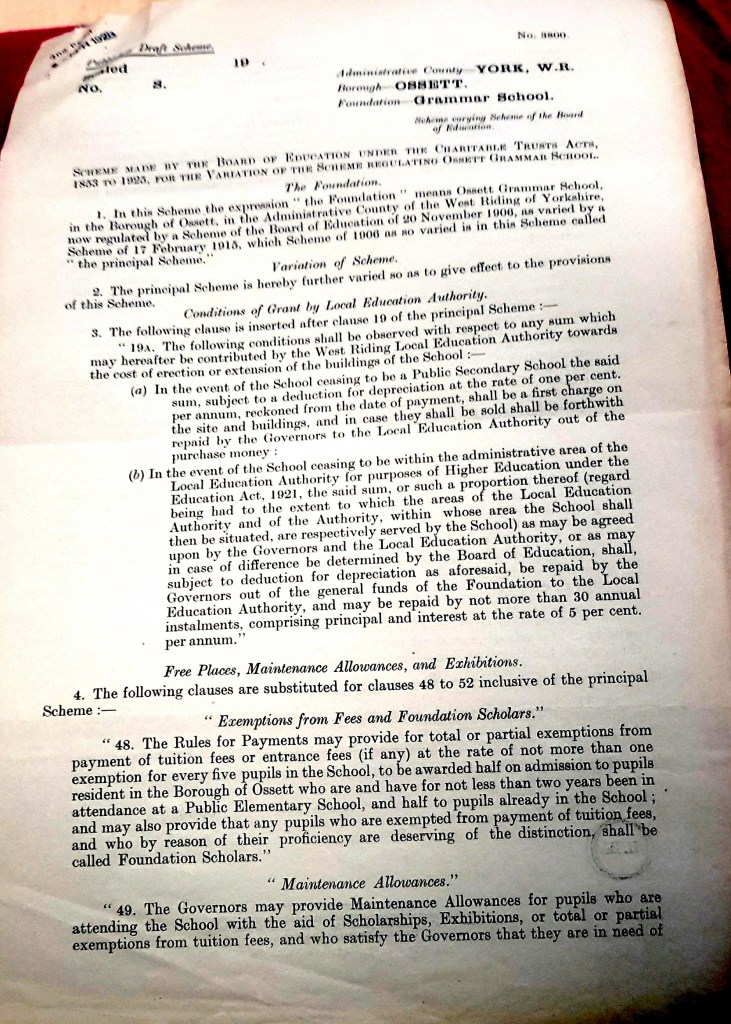 No. 3800.
Draft Scheme.
19 .
No. S.
Administrative County—YORK, W.R.
Borough—OSSETT.
Foundation—Grammar School.
Scheme varying Scheme of the Board
of Education.
SCHEME MADE BY THE BOARD OF EDUCATION UNDER THE CHARITABLE TRUSTS ACTS,
1853 TO 1925, FOR THE VARIATION OF THE SCHEME REGULATING OSSETT GRAMMAR SCHOOL.
The Foundation.
1. In this Scheme the expression "the Foundation" means Ossett Grammar School,
in the Borough of Ossett, in the Administrative County of the West Riding of Yorkshire,
now regulated by a Scheme of the Board of Education of 20 November 1906, as varied by a
Scheme of 17 February 1915, which Scheme of 1906 as so varied is in this Scheme called
"the principal Scheme."
Variation of Scheme.
2. The principal Scheme is hereby further varied so as to give effect to the provisions
of this Scheme.
Conditions of Grant by Local Education Authority.
3. The following clause is inserted after clause 19 of the principal Scheme :—
"19A. The following conditions shall be observed with respect to any sum which
may hereafter be contributed by the West Riding Local Education Authority towards
the cost of erection or extension of the buildings of the School :—
(a) In the event of the School ceasing to be a Public Secondary School the said
sum, subject to a deduction for depreciation at the rate of one per cent.
per annum, reckoned from the date of payment, shall be a first charge on
the site and buildings, and in case they shall be sold shall be forthwith
repaid by the Governors to the Local Education Authority out of the
purchase money :
(b) In the event of the School ceasing to be within the administrative area of the
Local Education Authority for purposes of Higher Education under the
Education Act, 1921, the said sum, or such a proportion thereof (regard
being had to the extent to which the areas of the Local Education
Authority and of the Authority, within whose area the School shall
then be situated, are respectively served by the School) as may be agreed
upon by the Governors and the Local Education Authority, or as may
in case of difference be determined by the Board of Education, shall,
subject to deduction for depreciation as aforesaid, be repaid by the
Governors out of the general funds of the Foundation to the Local
Education Authority, and may be repaid by not more than 30 annual
instalments, comprising principal and interest at the rate of 5 per cent.
per annum."
Free Places, Maintenance Allowances, and Exhibitions.
4. The following clauses are substituted for clauses 48 to 52 inclusive of the principal
Scheme :—
"Exemptions from Fees and Foundation Scholars."
"48. The Rules for Payments may provide for total or partial exemptions from
payment of tuition fees or entrance fees (if any) at the rate of not more than one
exemption for every five pupils in the School, to be awarded half on admission to pupils
resident in the Borough of Ossett who are and have for not less than two years been in
attendance at a Public Elementary School, and half to pupils already in the School ;
and may also provide that any pupils who are exempted from payment of tuition fees,
and who by reason of their proficiency are deserving of the distinction, shall be
called Foundation Scholars."
"Maintenance Allowances."
"49. The Governors may provide Maintenance Allowances for pupils who are
attending the School with the aid of Scholarships, Exhibitions, or total or partial
exemptions from tuition fees, and who satisfy the Governors that they are in need of